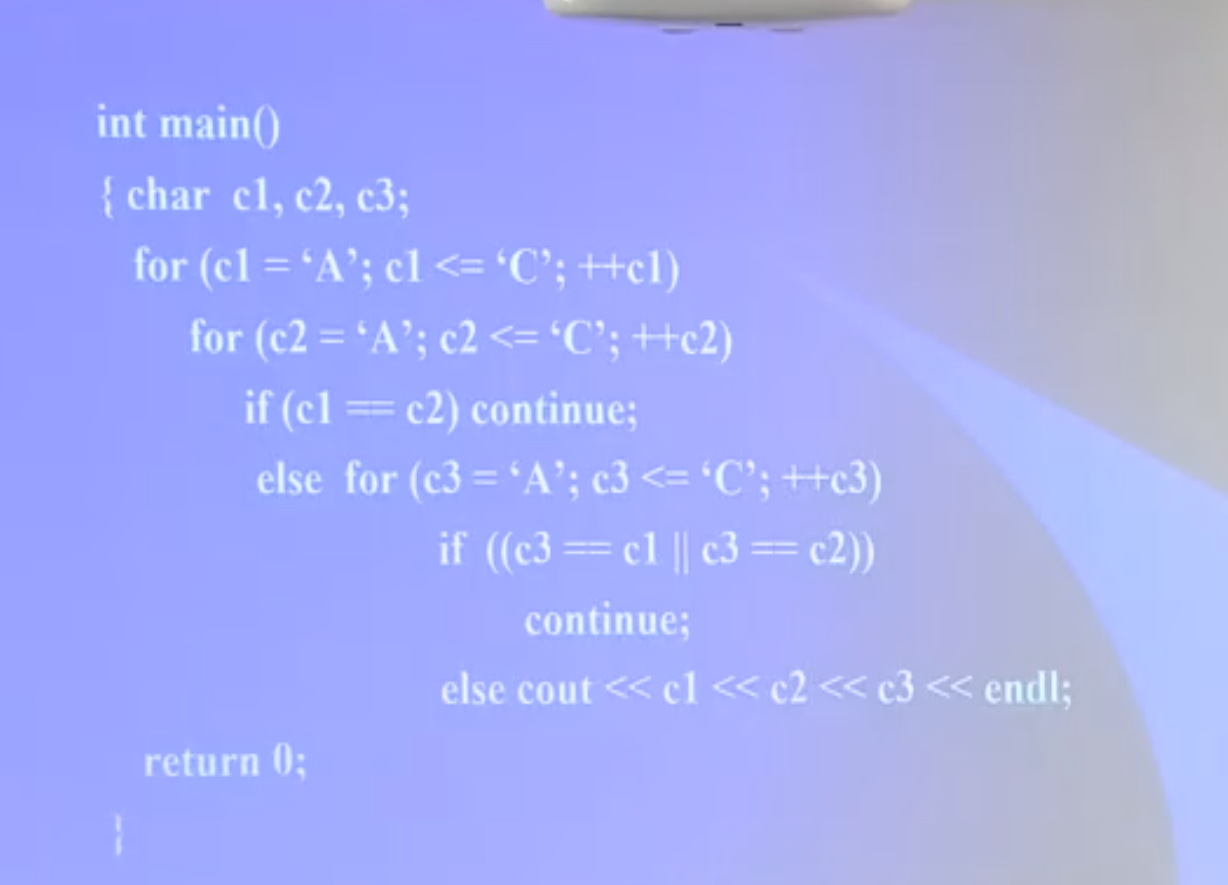 int main()
{ char  c1, c2, c3;
for (c1 = ‘A’; c1 <= ‘C’; ++c1)
for (c2 = ‘A’; c2 <= ‘C’; ++c2)
if (c1 == c2) continue;
else  for (c3 = ‘A’; c3 <= ‘C’; ++c3)
if  ((c3 == c1 || c3 == c2))
continue;
else cout << c1 << c2 << c3 << endl;
return 0;
}